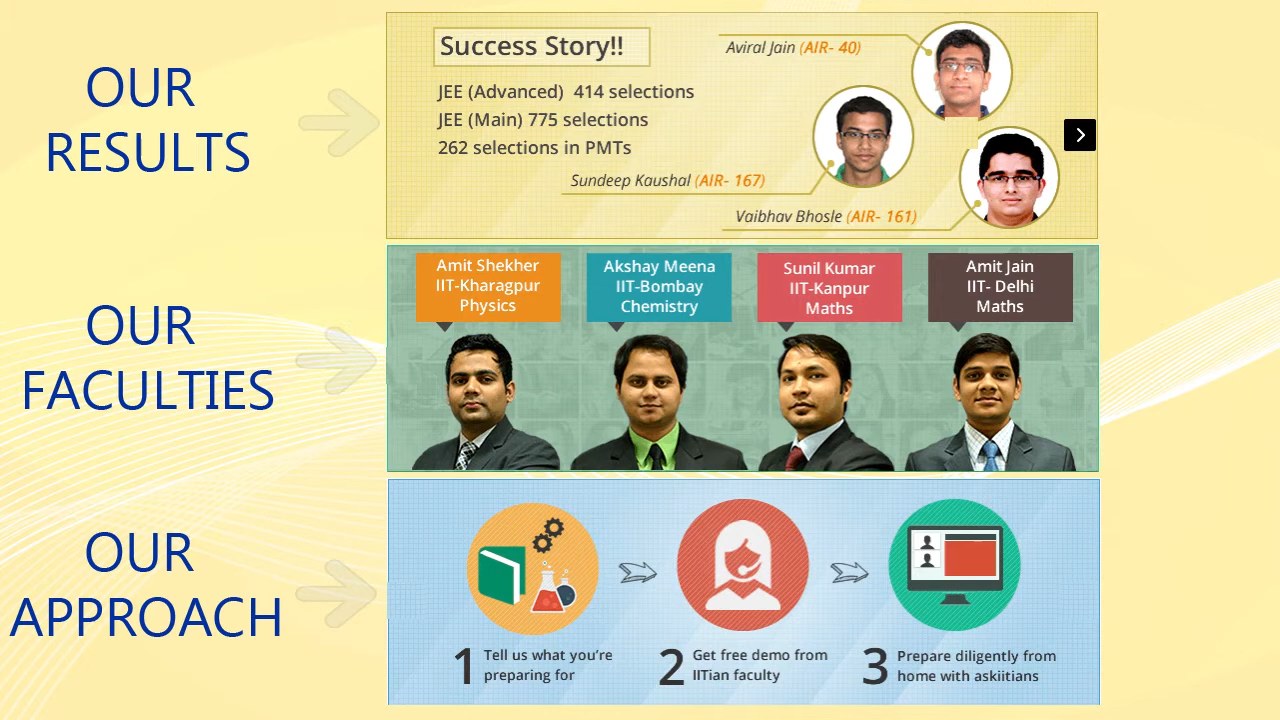 OUR
RESULTS
Success Story!!
JEE (Advanced)  414 selections
JEE (Main) 775 selections
262 selections in PMTs
Aviral Jain (AIR- 40)
Sundeep Kaushal (AIR- 167)
Vaibhav Bhosle (AIR- 161)
OUR
FACULTIES
Amit Shekher
IIT-Kharagpur
Physics
Akshay Meena
IIT-Bombay
Chemistry
Sunil Kumar
IIT-Kanpur
Maths
Amit Jain
IIT- Delhi
Maths
OUR
APPROACH
1 Tell us what you're
preparing for
2 Get free demo from
IITian faculty
3 Prepare diligently from
home with askiitians